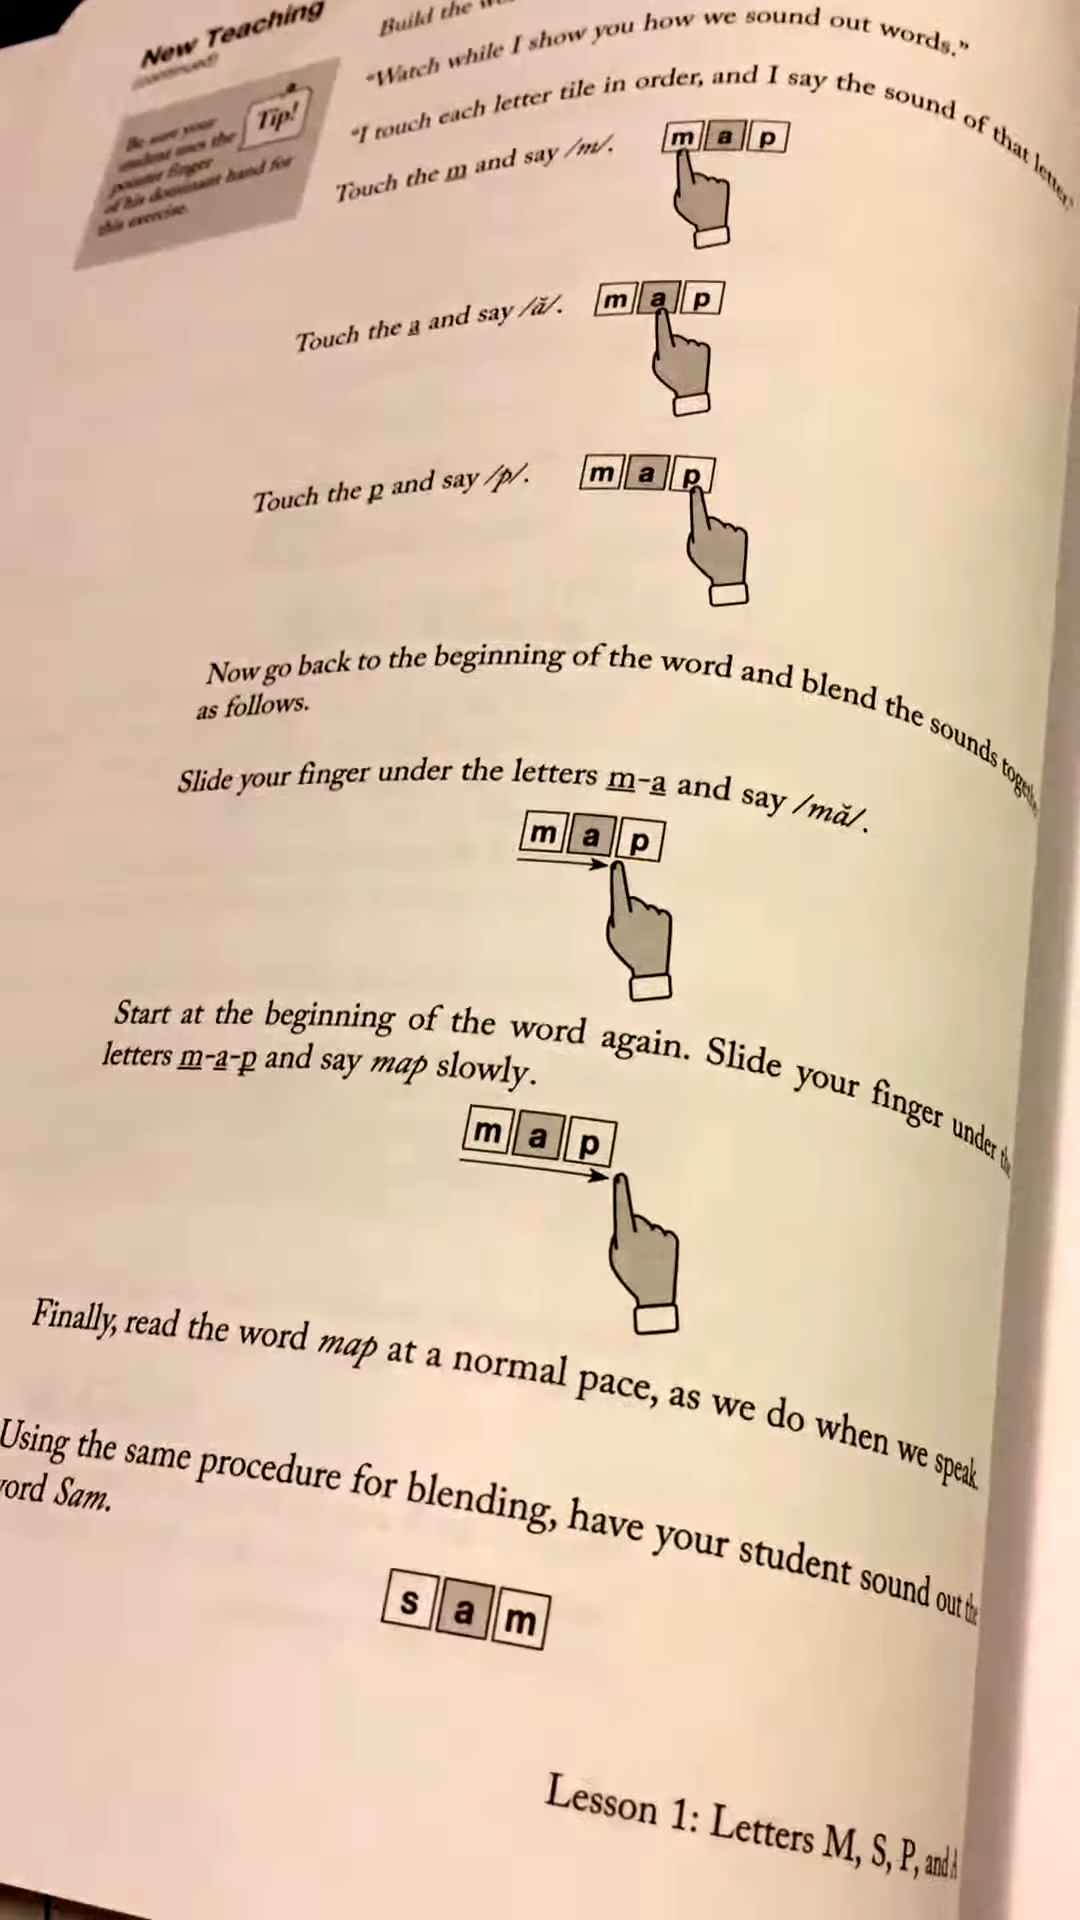 New Teaching
(continued)
Tip!
Be sure your
student uses the
pointer finger
of his dominant hand for
this exercise.
Build the
“Watch while I show you how we sound out words.”
“I touch each letter tile in order, and I say the sound of that letter.”
Touch the m and say /m/.
m a p
Touch the a and say /ă/.
m a p
Touch the p and say /p/.
m a p
Now go back to the beginning of the word and blend the sounds
as follows.
Slide your finger under the letters m-a and say /mă/.
m a p
Start at the beginning of the word again. Slide your finger under
letters m-a-p and say map slowly.
m a p
Finally, read the word map at a normal pace, as we do when we speak.
Using the same procedure for blending, have your student sound out the
Sam.
s a m
Lesson 1: Letters M, S, P, and